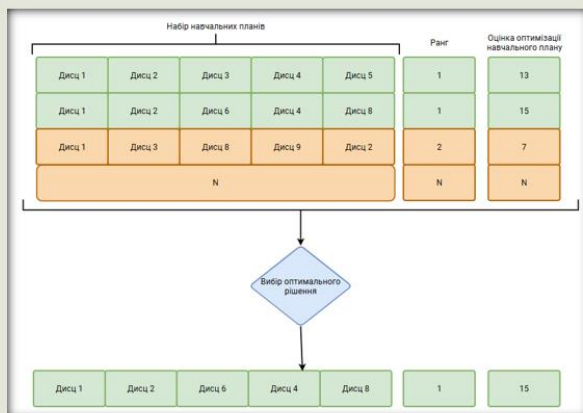 Набір навчальних планів
Ранг
Оцінка оптимізації
навчального плану
Дисц 1 Дисц 2 Дисц 3 Дисц 4 Дисц 5 1 13
Дисц 1 Дисц 2 Дисц 6 Дисц 4 Дисц 8 1 15
Дисц 1 Дисц 3 Дисц 8 Дисц 9 Дисц 2 2 7
N N N
Вибір оптимального
рішення
Дисц 1 Дисц 2 Дисц 6 Дисц 4 Дисц 8 1 15